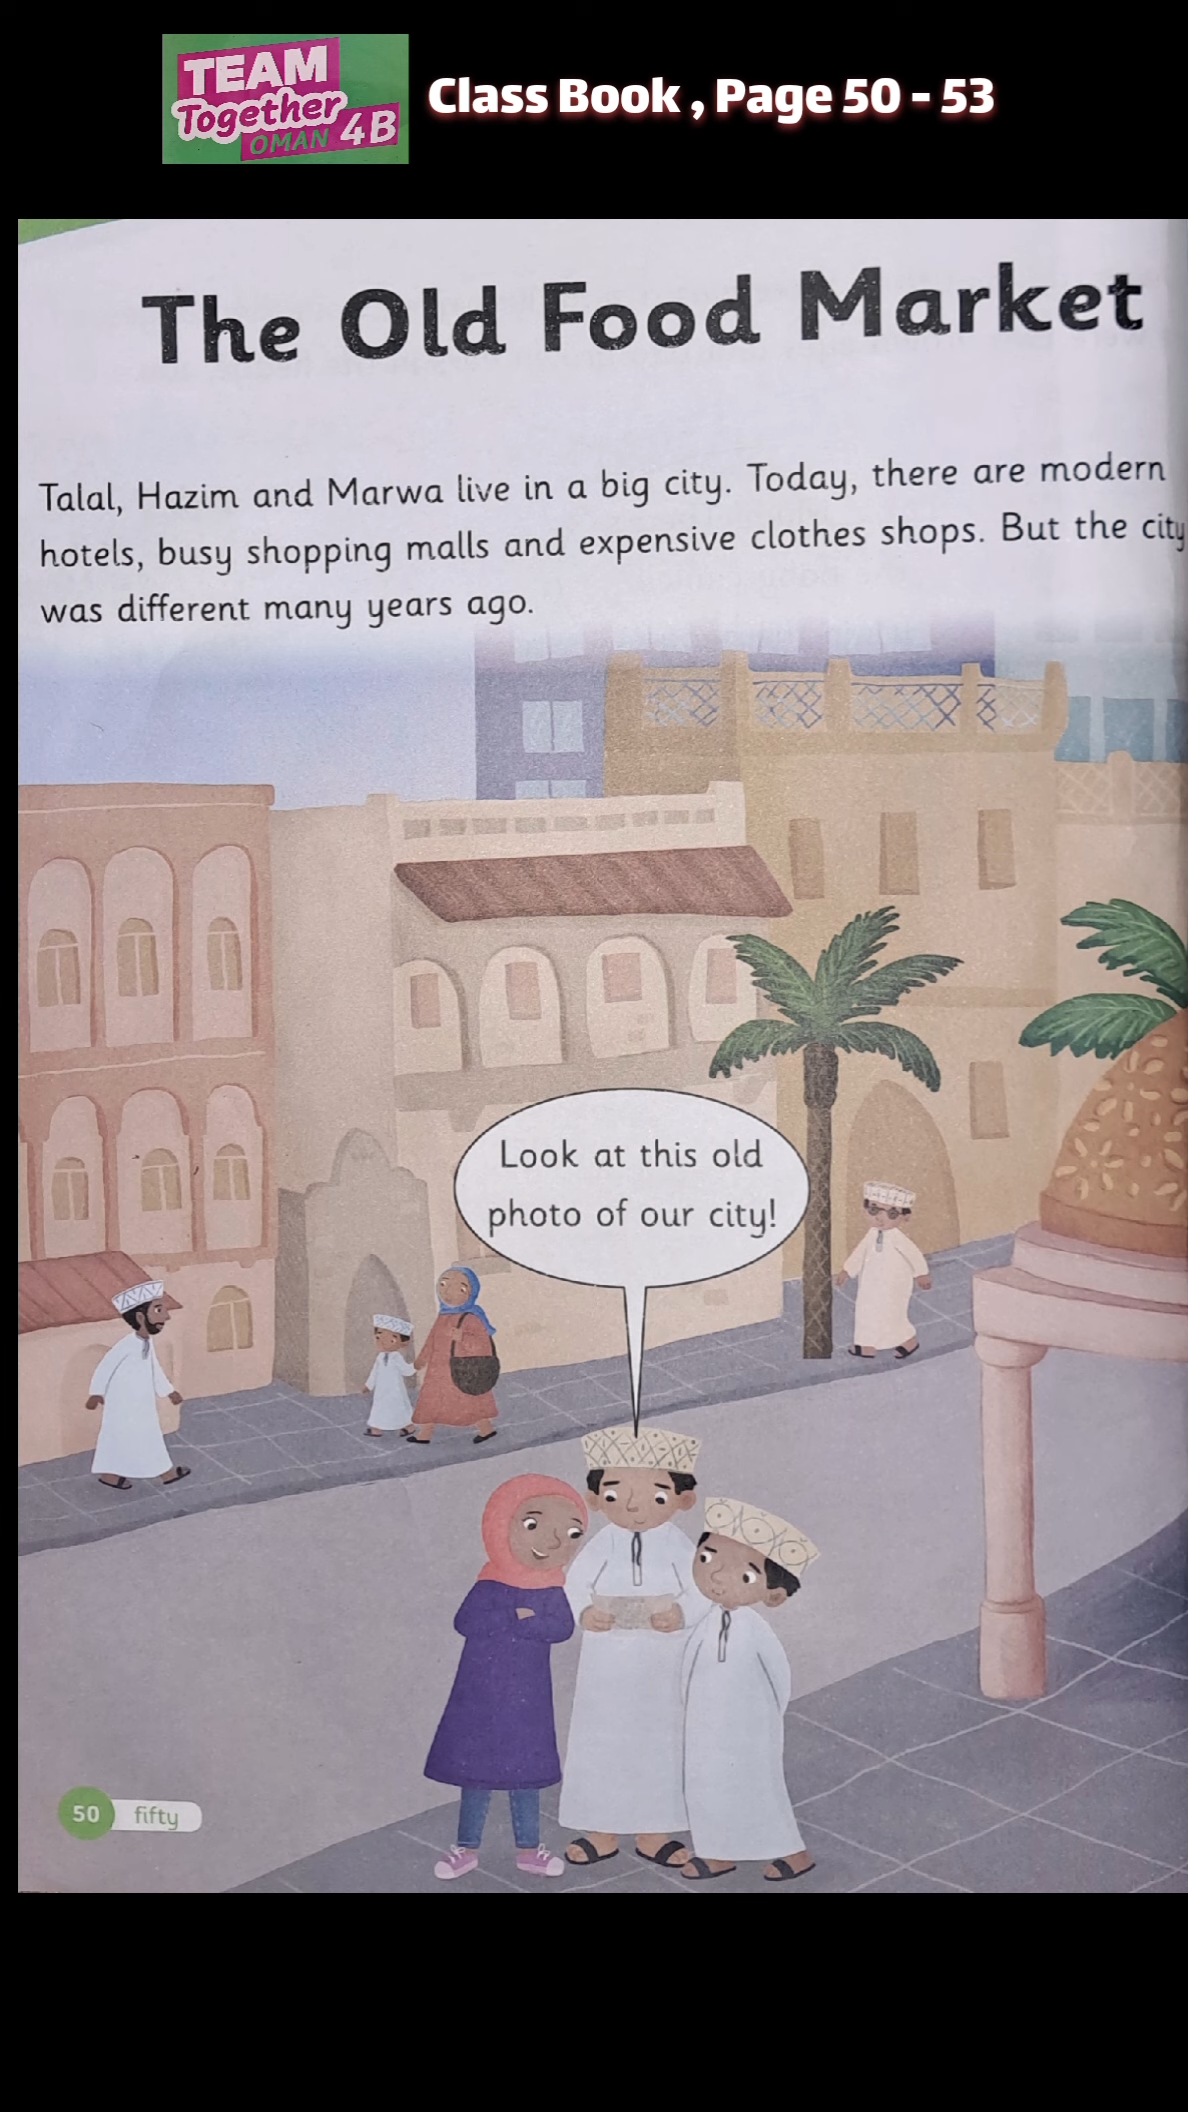 TEAM
Together
OMAN 4B
Class Book , Page 50 - 53
The Old Food Market
Talal, Hazim and Marwa live in a big city. Today, there are modern
hotels, busy shopping malls and expensive clothes shops. But the city
was different many years ago.
Look at this old
photo of our city!
50 fifty